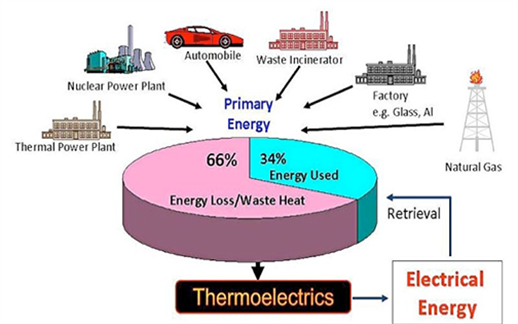 Automobile
Waste Incinerator
Nuclear Power Plant
Primary
Energy
Factory
e.g. Glass, Al
Thermal Power Plant
Natural Gas
66%
34%
Energy Used
Energy Loss/Waste Heat
Retrieval
Thermoelectrics
Electrical
Energy